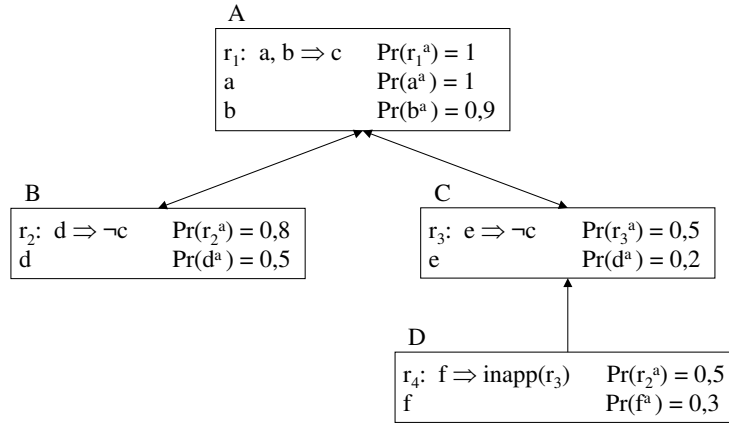 A
r₁: a, b ⇒ c Pr(r₁ᵃ) = 1
a Pr(aᵃ) = 1
b Pr(bᵃ) = 0,9
B
r₂: d ⇒ ¬c Pr(r₂ᵃ) = 0,8
d Pr(dᵃ) = 0,5
C
r₃: e ⇒ ¬c Pr(r₃ᵃ) = 0,5
e Pr(dᵃ) = 0,2
D
r₄: f ⇒ inapp(r₃) Pr(r₂ᵃ) = 0,5
f Pr(fᵃ) = 0,3